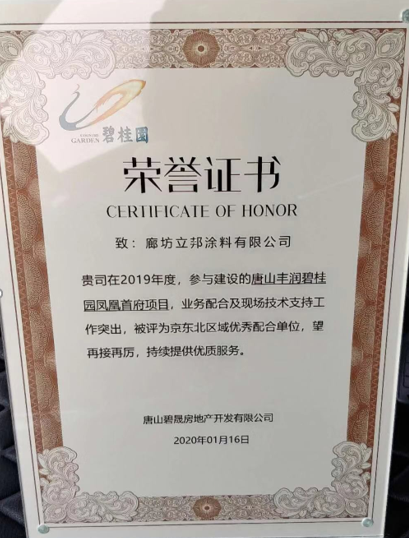 碧桂園
GARDEN
荣誉证书
CERTIFICATE OF HONOR
致：廊坊立邦涂料有限公司
贵司在2019年度，参与建设的唐山丰润碧桂
园凤凰首府项目，业务配合及现场技术支持工
作突出，被评为京东北区域优秀配合单位，望
再接再厉，持续提供优质服务。
唐山碧晟房地产开发有限公司
2020年01月16日